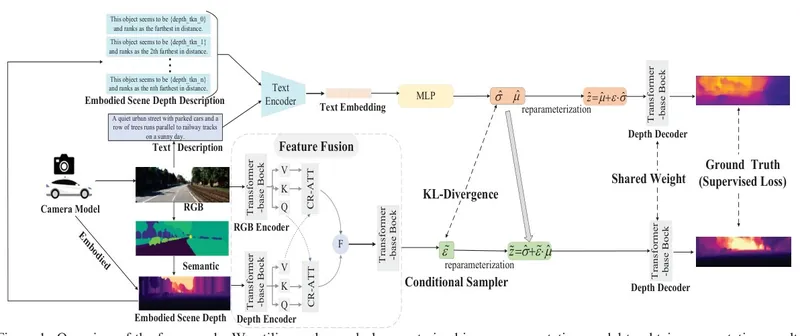 This object seems to be {depth_tkn_0}
and ranks as the farthest in distance.
This object seems to be {depth_tkn_1}
and ranks as the 2th farthest in distance.
This object seems to be {depth_tkn_n}
and ranks as the nth farthest in distance.
Embodied Scene Depth Description
A quiet urban street with parked cars and a
row of trees runs parallel to railway tracks
on a sunny day.
Text Description
Text
Encoder
Text Embedding
MLP
σ̂ μ̂
reparameterization
ẑ=μ̂+ε·σ̂
Transformer
-base Bock
Depth Decoder
Camera Model
Embodied
RGB
Semantic
Embodied Scene Depth
Feature Fusion
Transformer
-base Bock
V
K
Q
CR-ATT
RGB Encoder
Transformer
-base Bock
V
K
Q
CR-ATT
Depth Encoder
F
Transformer
-base Bock
KL-Divergence
ε̃
reparameterization
z̃=σ̂+ε̃·μ̂
Conditional Sampler
Shared Weight
Transformer
-base Bock
Depth Decoder
Ground Truth
(Supervised Loss)